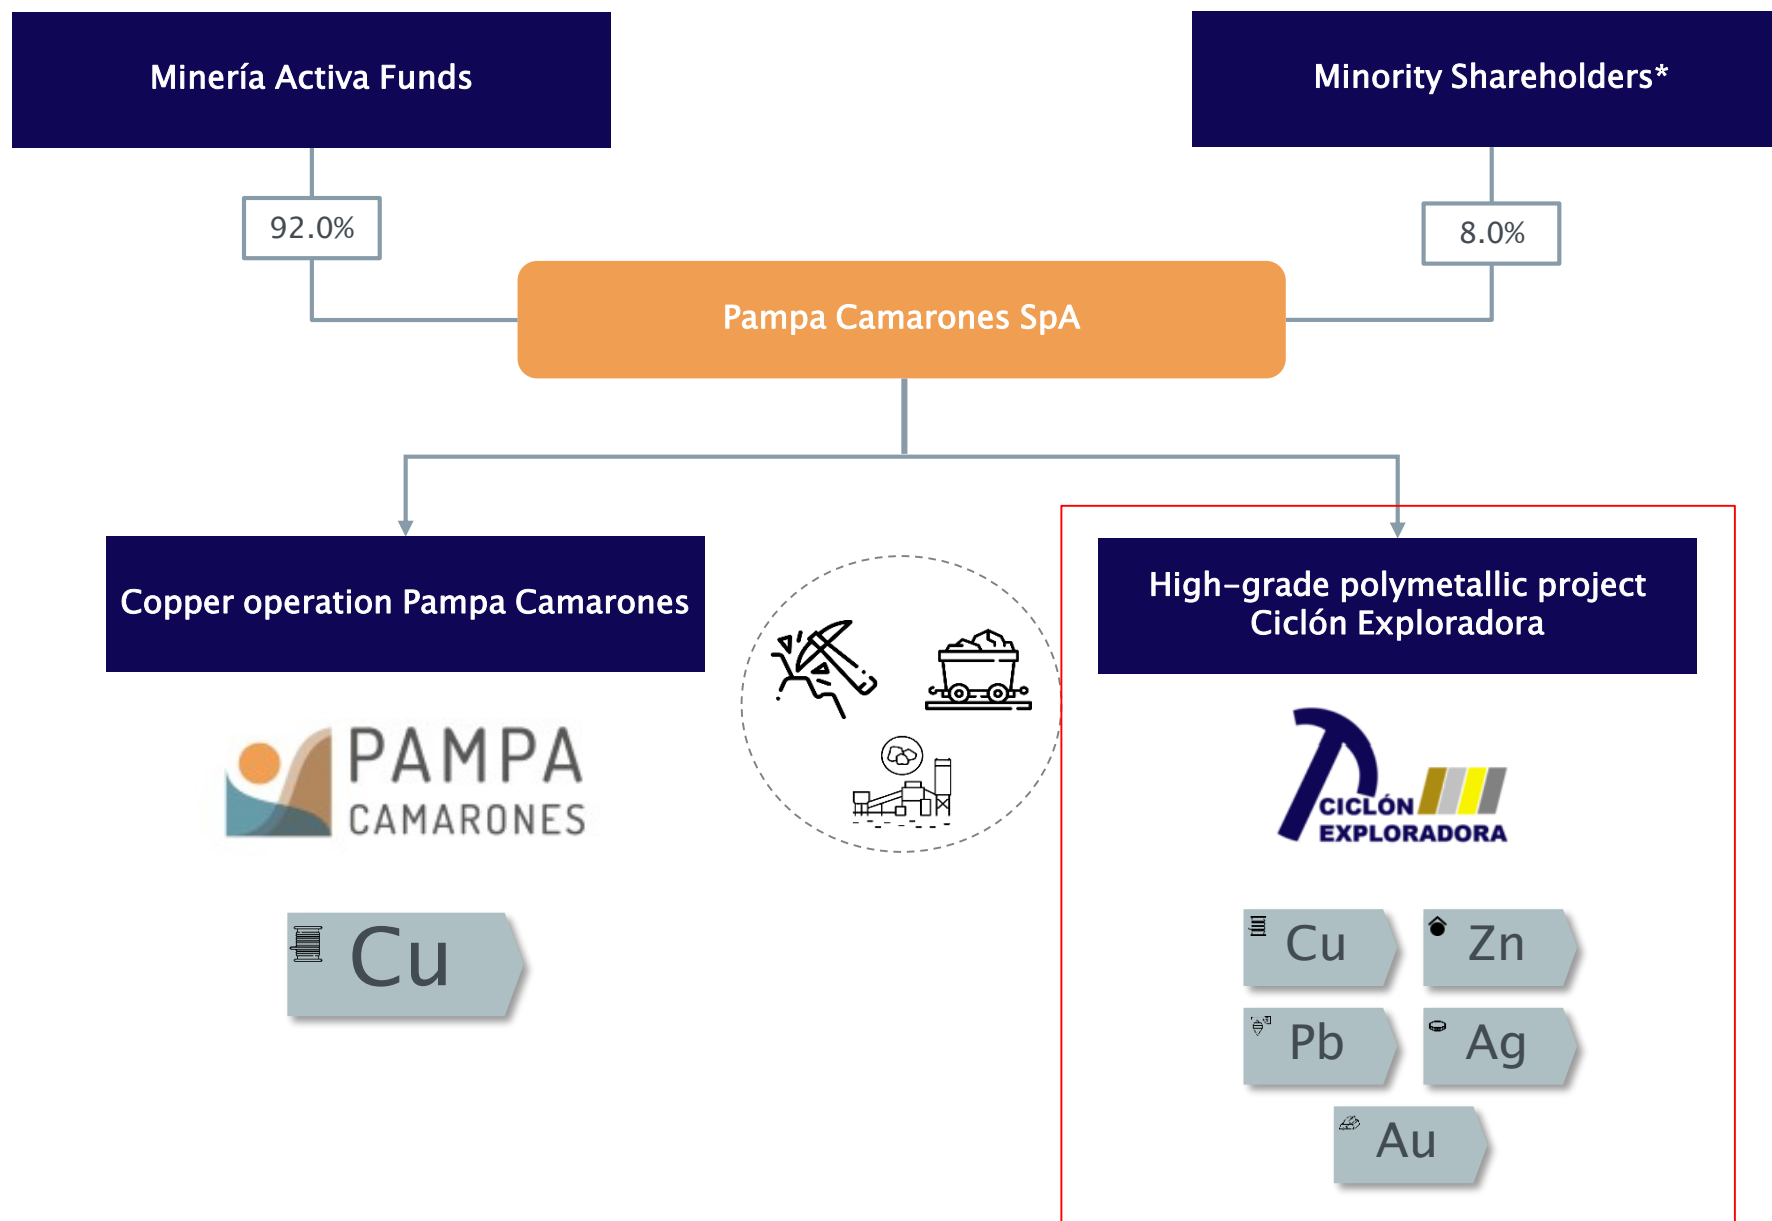 Minería Activa Funds
Minority Shareholders*
92.0%
8.0%
Pampa Camarones SpA
Copper operation Pampa Camarones
High-grade polymetallic project
Ciclón Exploradora
PAMPA
CAMARONES
CICLÓN
EXPLORADORA
Cu
Cu
Zn
Pb
Ag
Au